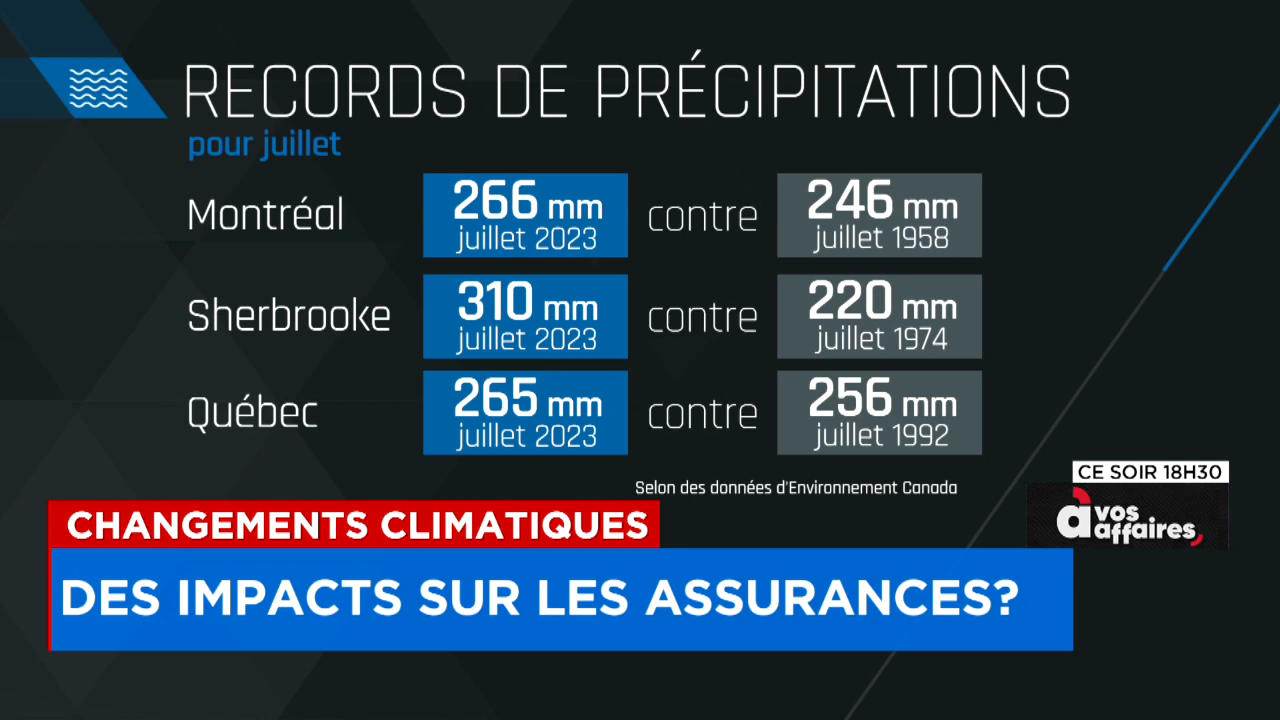 RECORDS DE PRÉCIPITATIONS
pour juillet
Montréal 266 mm contre 246 mm
juillet 2023 juillet 1958
Sherbrooke 310 mm contre 220 mm
juillet 2023 juillet 1974
Québec 265 mm contre 256 mm
juillet 2023 juillet 1992
Selon des données d'Environnement Canada
CE SOIR 18H30
à vos
affaires
CHANGEMENTS CLIMATIQUES
DES IMPACTS SUR LES ASSURANCES?